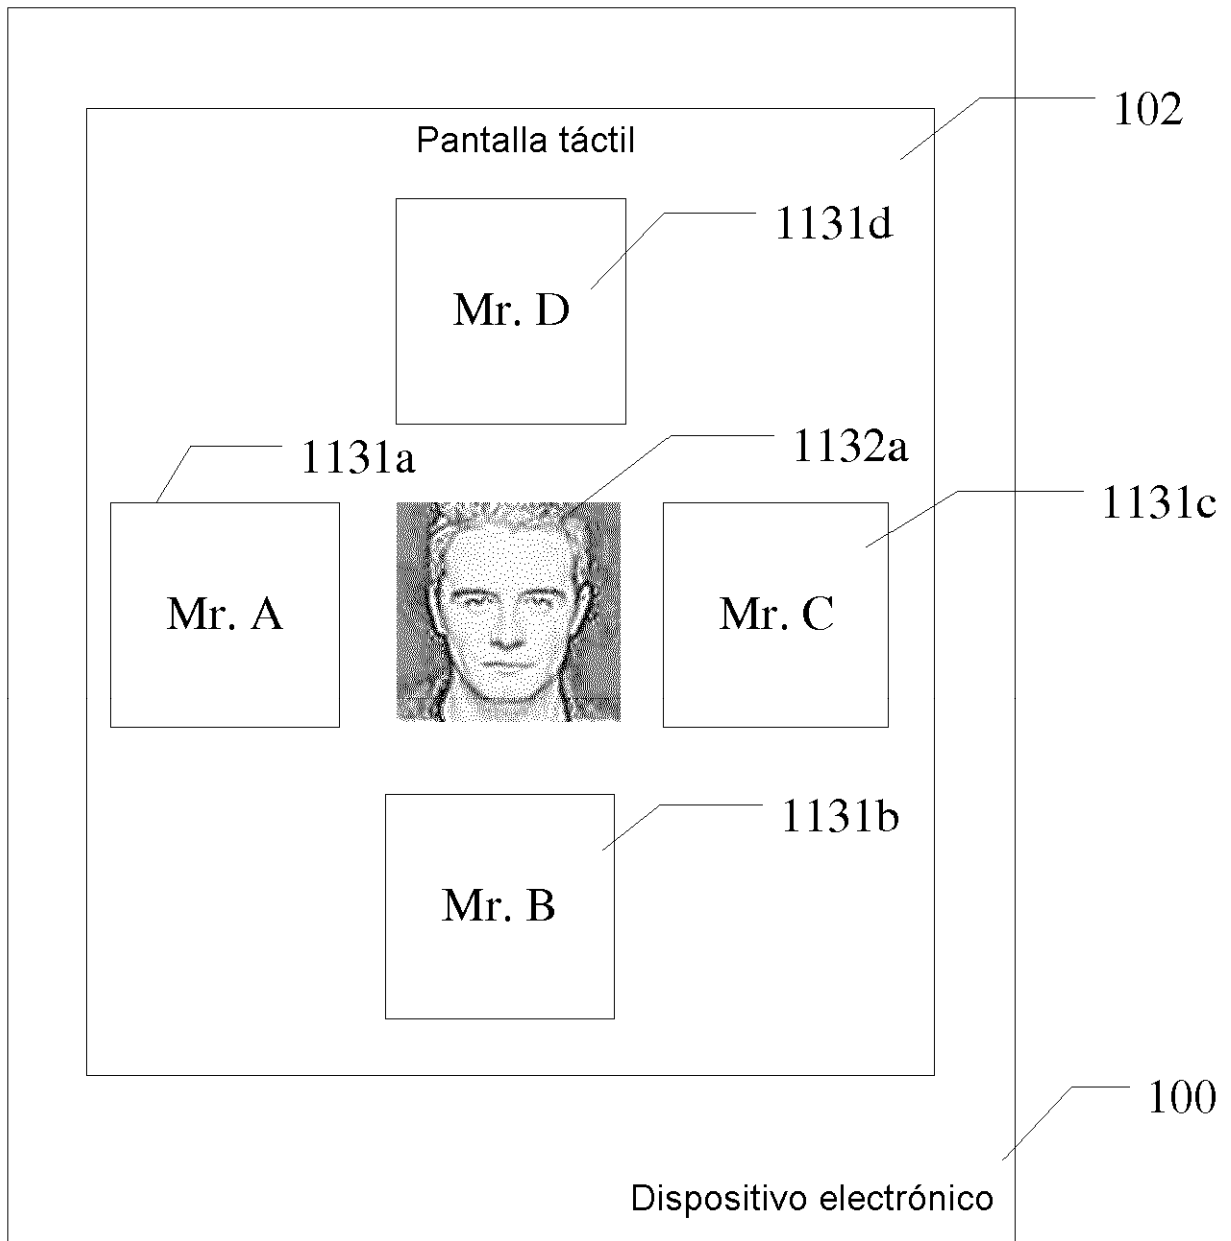 102
Pantalla táctil
1131d
Mr. D
1131a
1132a
1131c
Mr. A
Mr. C
1131b
Mr. B
100
Dispositivo electrónico